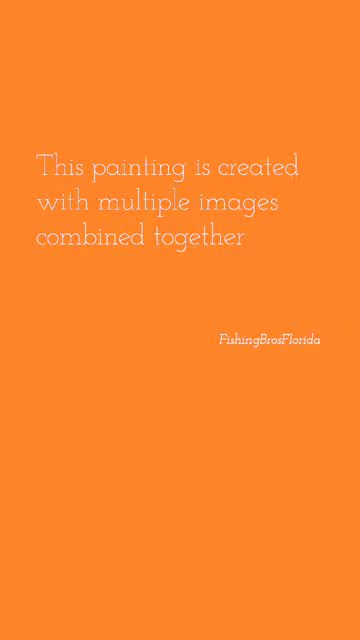 This painting is created
with multiple images
combined together
FishingBrosFlorida